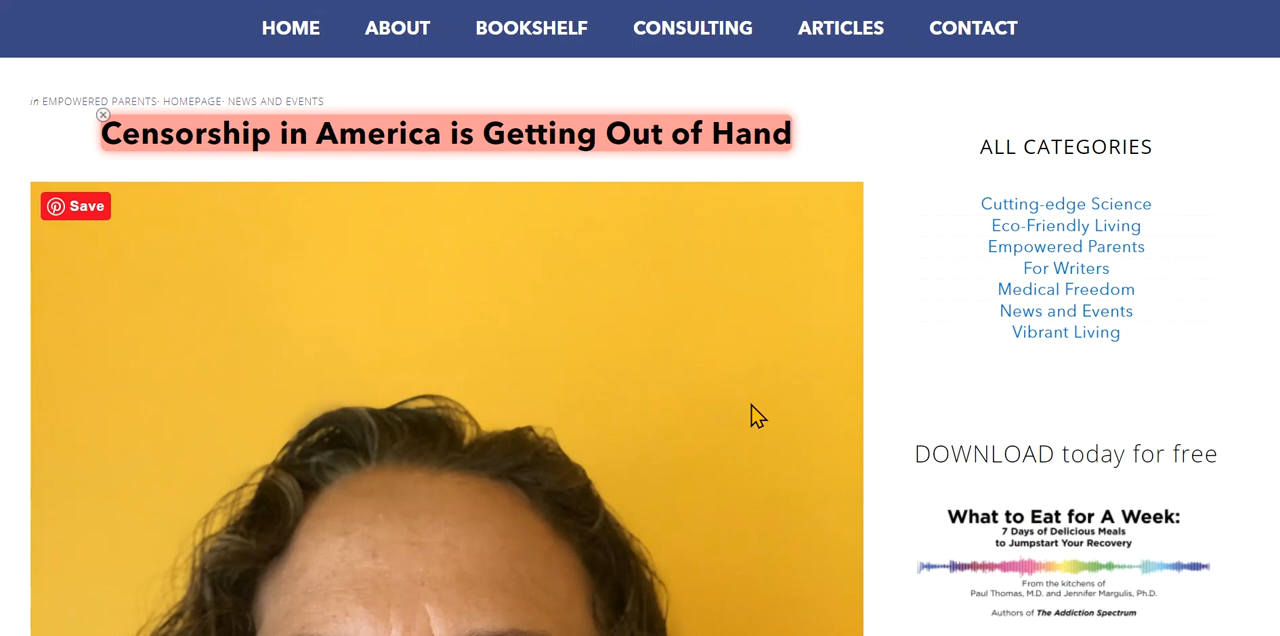 HOME ABOUT BOOKSHELF CONSULTING ARTICLES CONTACT
in EMPOWERED PARENTS· HOMEPAGE· NEWS AND EVENTS
Censorship in America is Getting Out of Hand
Save
ALL CATEGORIES
Cutting-edge Science
Eco-Friendly Living
Empowered Parents
For Writers
Medical Freedom
News and Events
Vibrant Living
DOWNLOAD today for free
What to Eat for A Week:
7 Days of Delicious Meals
to Jumpstart Your Recovery
From the kitchens of
Paul Thomas, M.D. and Jennifer Margulis, Ph.D.
Authors of The Addiction Spectrum